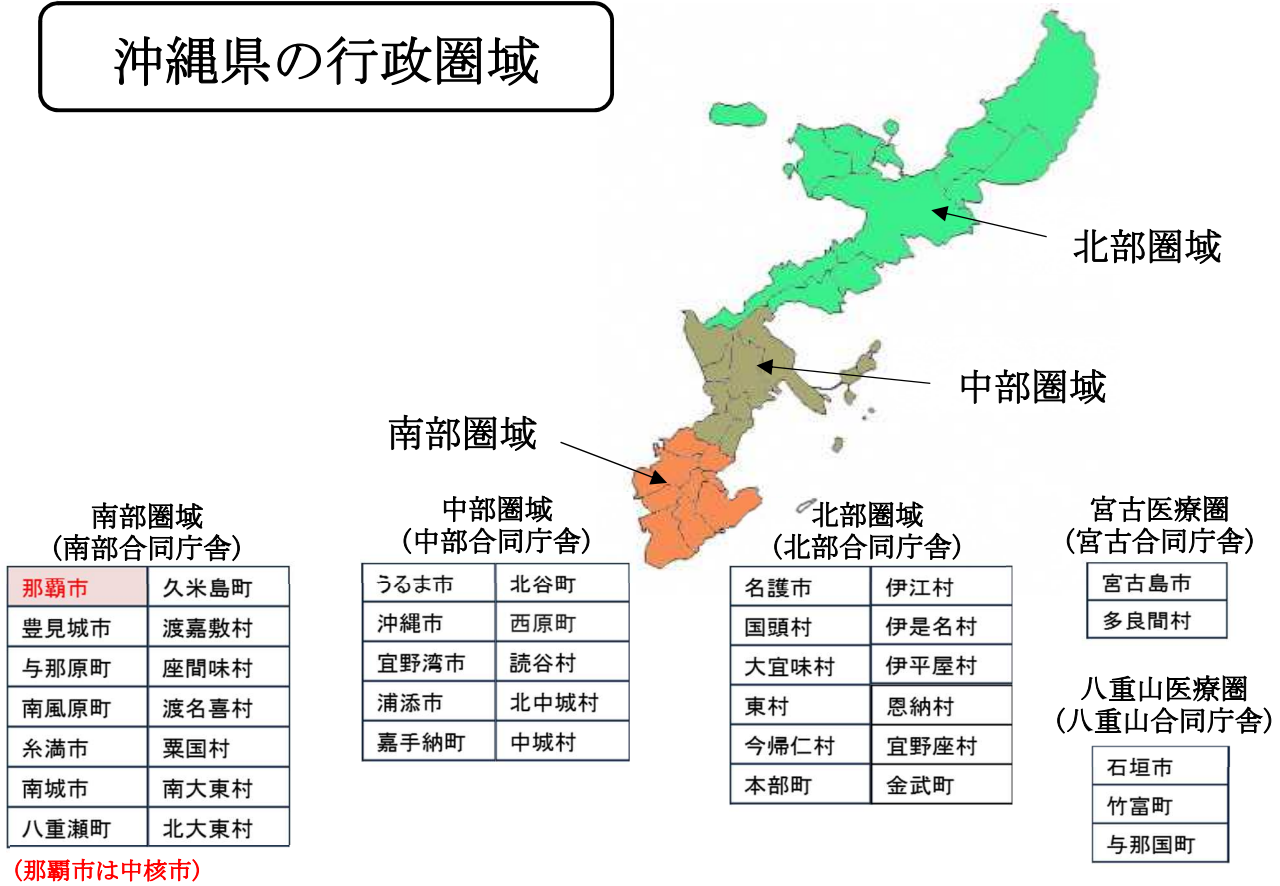 沖縄県の行政圏域
北部圏域
中部圏域
南部圏域
南部圏域
(南部合同庁舎)
那覇市 久米島町
豊見城市 渡嘉敷村
与那原町 座間味村
南風原町 渡名喜村
糸満市 粟国村
南城市 南大東村
八重瀬町 北大東村
(那覇市は中核市)
中部圏域
(中部合同庁舎)
うるま市 北谷町
沖縄市 西原町
宜野湾市 読谷村
浦添市 北中城村
嘉手納町 中城村
北部圏域
(北部合同庁舎)
名護市 伊江村
国頭村 伊是名村
大宜味村 伊平屋村
東村 恩納村
今帰仁村 宜野座村
本部町 金武町
宮古医療圏
(宮古合同庁舎)
宮古島市
多良間村
八重山医療圏
(八重山合同庁舎)
石垣市
竹富町
与那国町